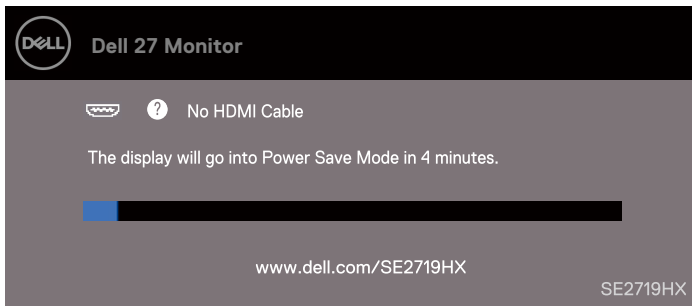 DELL
Dell 27 Monitor
? No HDMI Cable
The display will go into Power Save Mode in 4 minutes.
www.dell.com/SE2719HX
SE2719HX